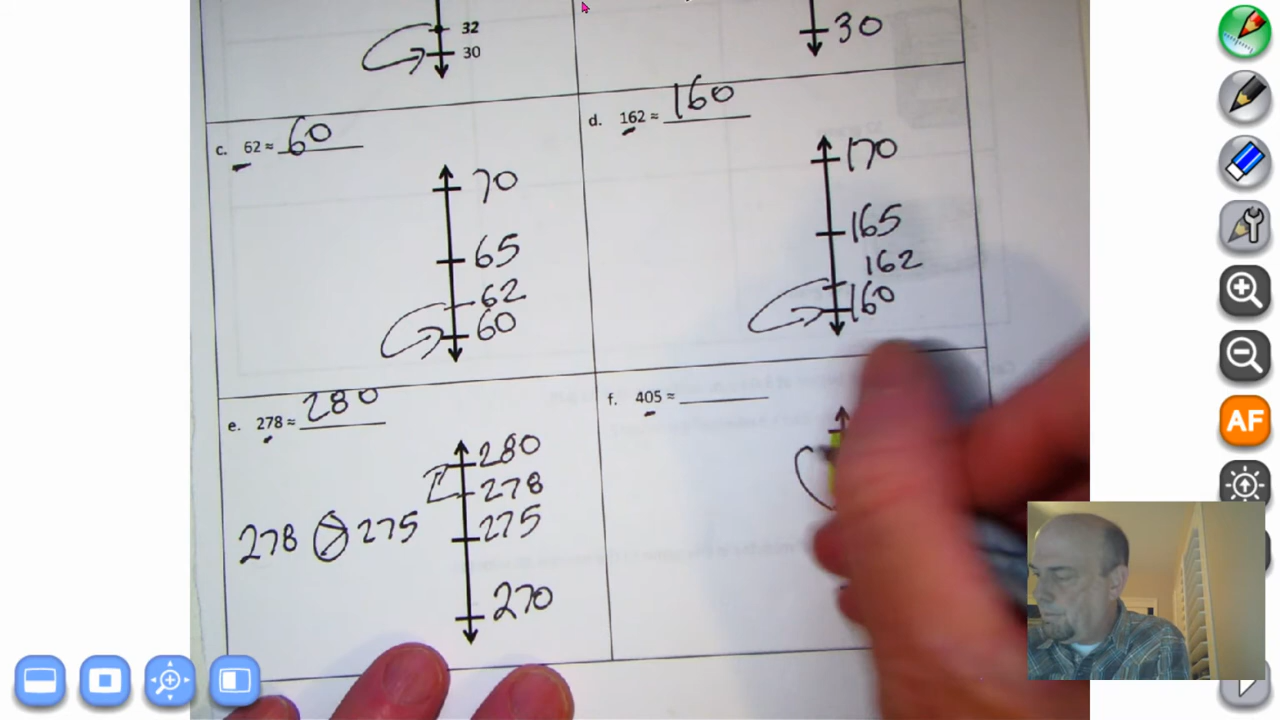 32
30
30
c. 62 ≈ 60
70
65
62
60
d. 162 ≈ 160
170
165
162
160
e. 278 ≈ 280
280
278
275
270
278 > 275
f. 405 ≈
AF